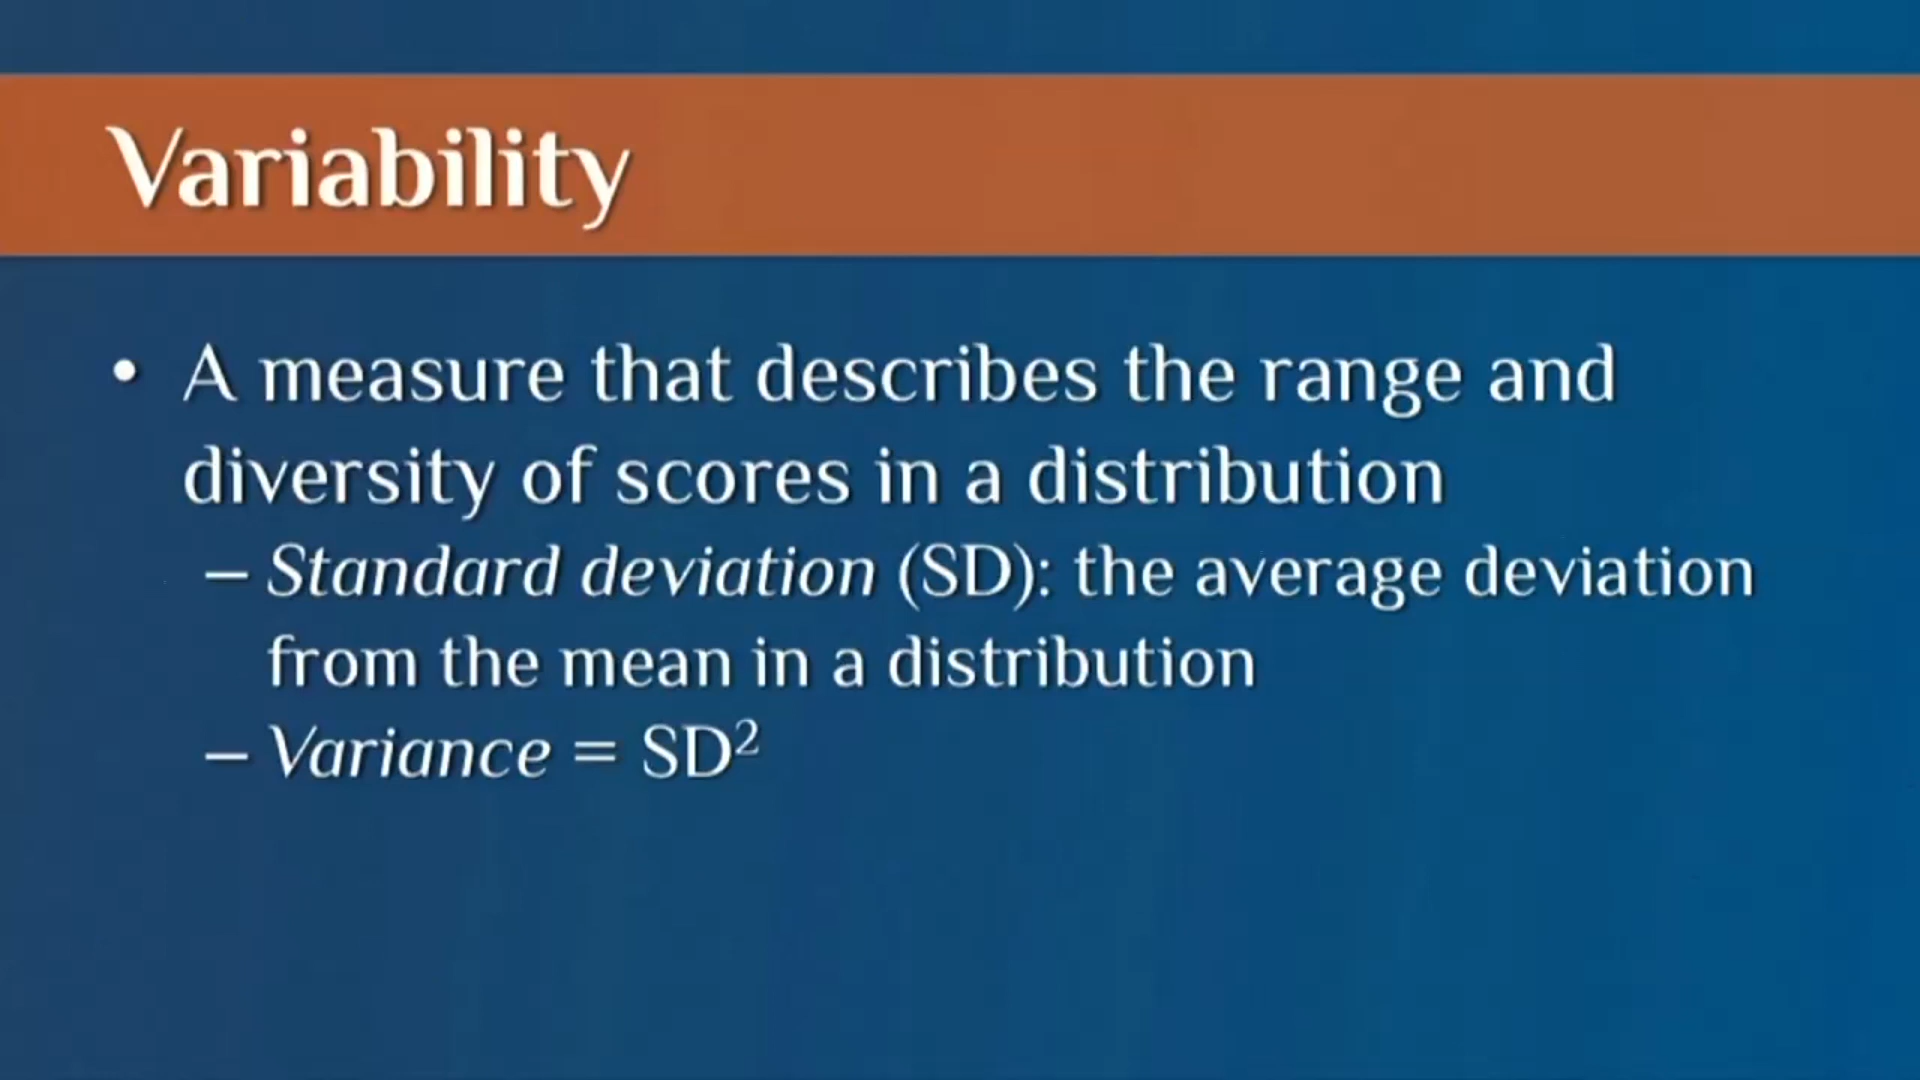 Variability
• A measure that describes the range and
diversity of scores in a distribution
– Standard deviation (SD): the average deviation
from the mean in a distribution
– Variance = SD²